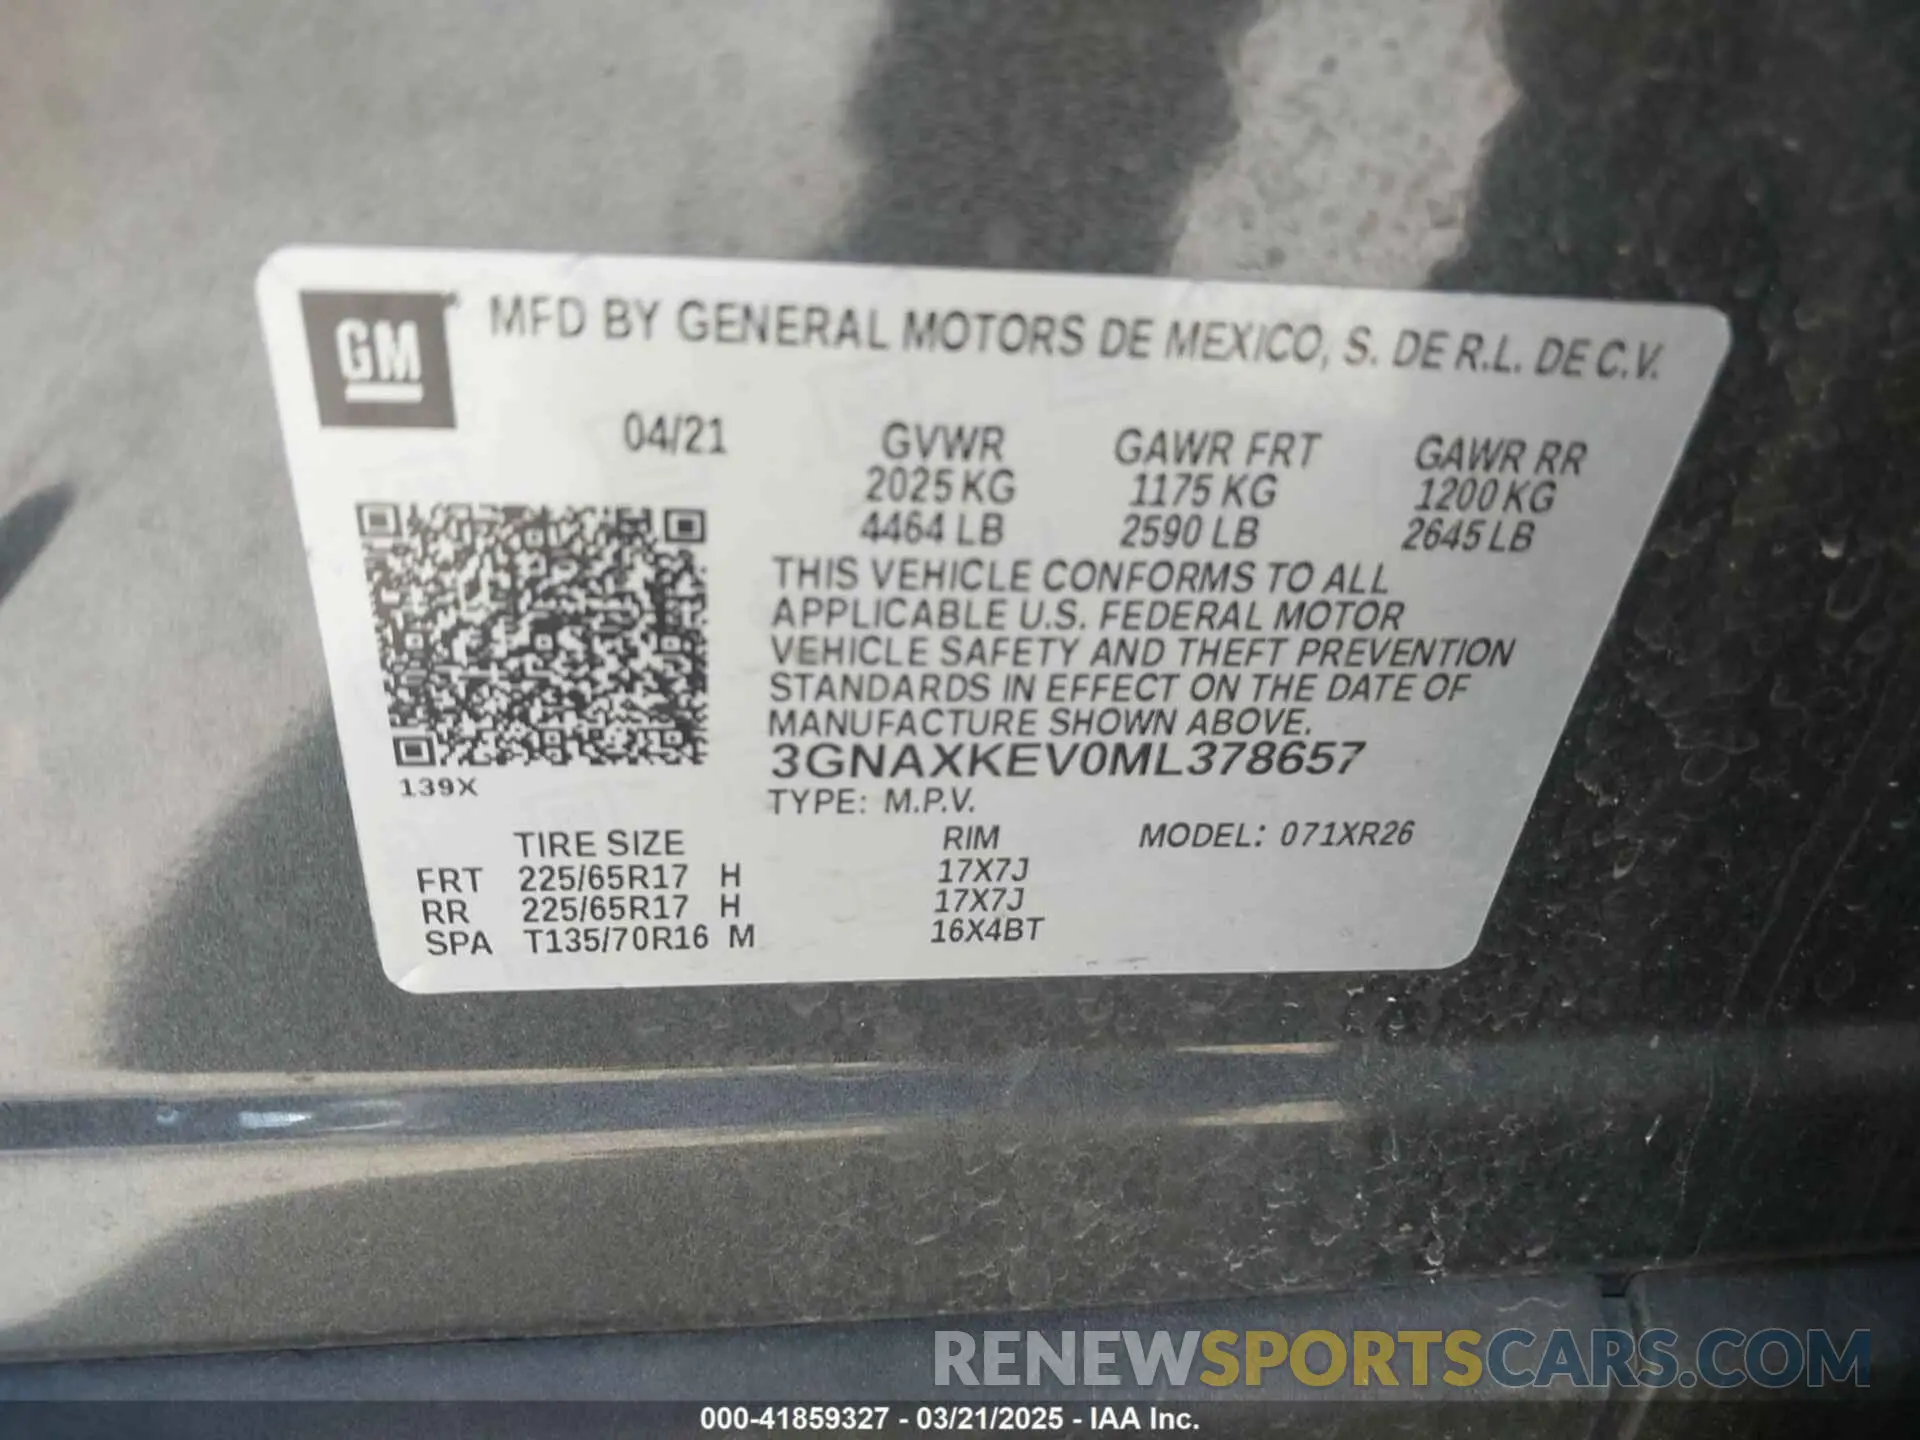 GM MFD BY GENERAL MOTORS DE MEXICO, S. DE R.L. DE C.V.
04/21 GVWR GAWR FRT GAWR RR
2025 KG 1175 KG 1200 KG
4464 LB 2590 LB 2645 LB
THIS VEHICLE CONFORMS TO ALL
APPLICABLE U.S. FEDERAL MOTOR
VEHICLE SAFETY AND THEFT PREVENTION
STANDARDS IN EFFECT ON THE DATE OF
MANUFACTURE SHOWN ABOVE.
3GNAXKEV0ML378657
139X
TYPE: M.P.V.
TIRE SIZE RIM MODEL: 071XR26
FRT 225/65R17 H 17X7J
RR 225/65R17 H 17X7J
SPA T135/70R16 M 16X4BT
RENEWSPORTSCARS.COM
000-41859327 - 03/21/2025 - IAA Inc.